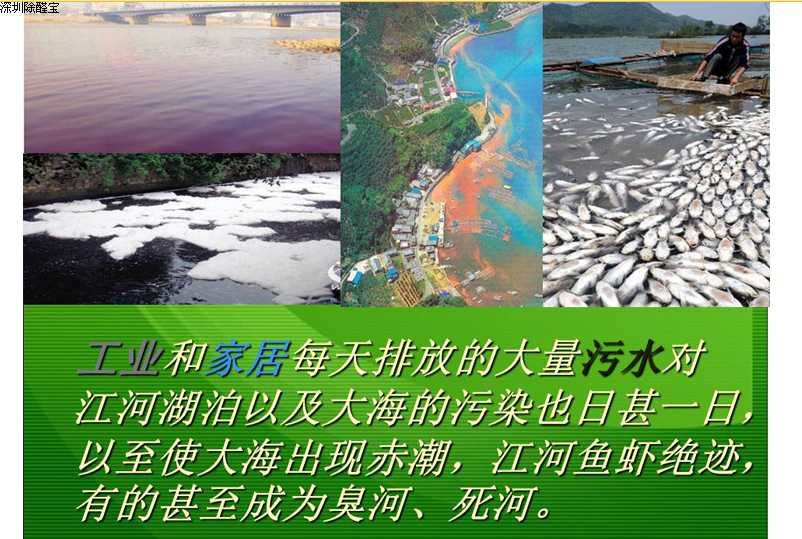 深圳除醛宝
工业和家居每天排放的大量污水对
江河湖泊以及大海的污染也日甚一日，
以至使大海出现赤潮，江河鱼虾绝迹，
有的甚至成为臭河、死河。